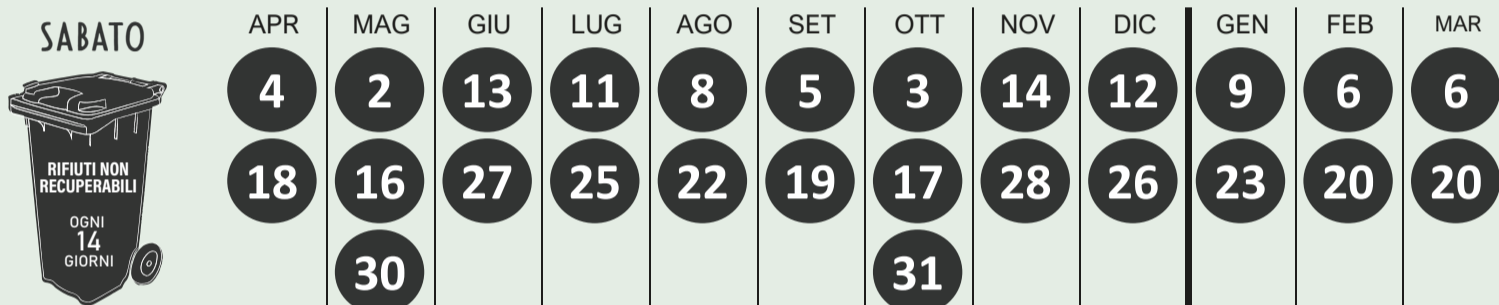 SABATO
RIFIUTI NON
RECUPERABILI
OGNI
14
GIORNI
APR MAG GIU LUG AGO SET OTT NOV DIC GEN FEB MAR
4 2 13 11 8 5 3 14 12 9 6 6
18 16 27 25 22 19 17 28 26 23 20 20
30 31